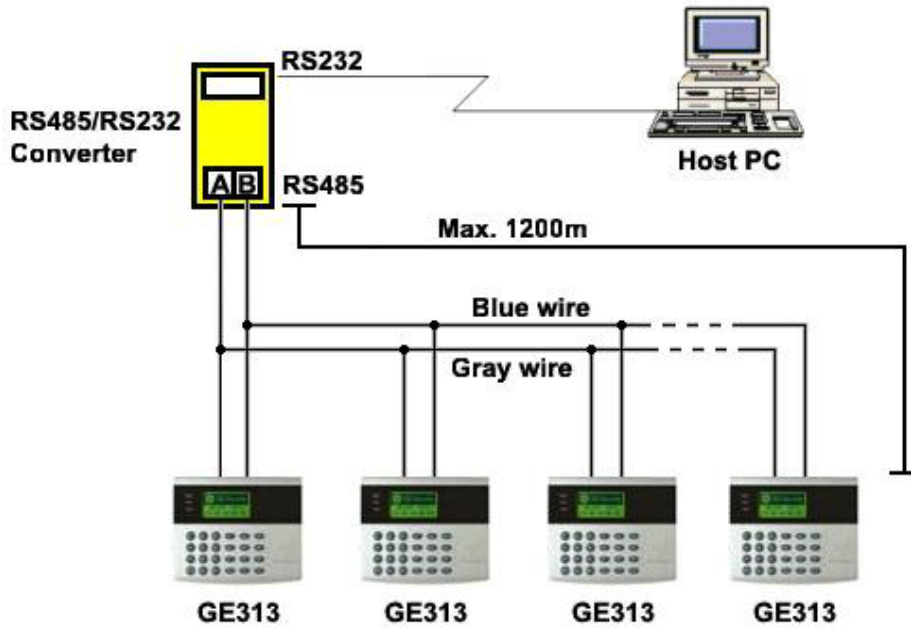 RS232
RS485/RS232
Converter
Host PC
A B
RS485
Max. 1200m
Blue wire
Gray wire
GE313
GE313
GE313
GE313